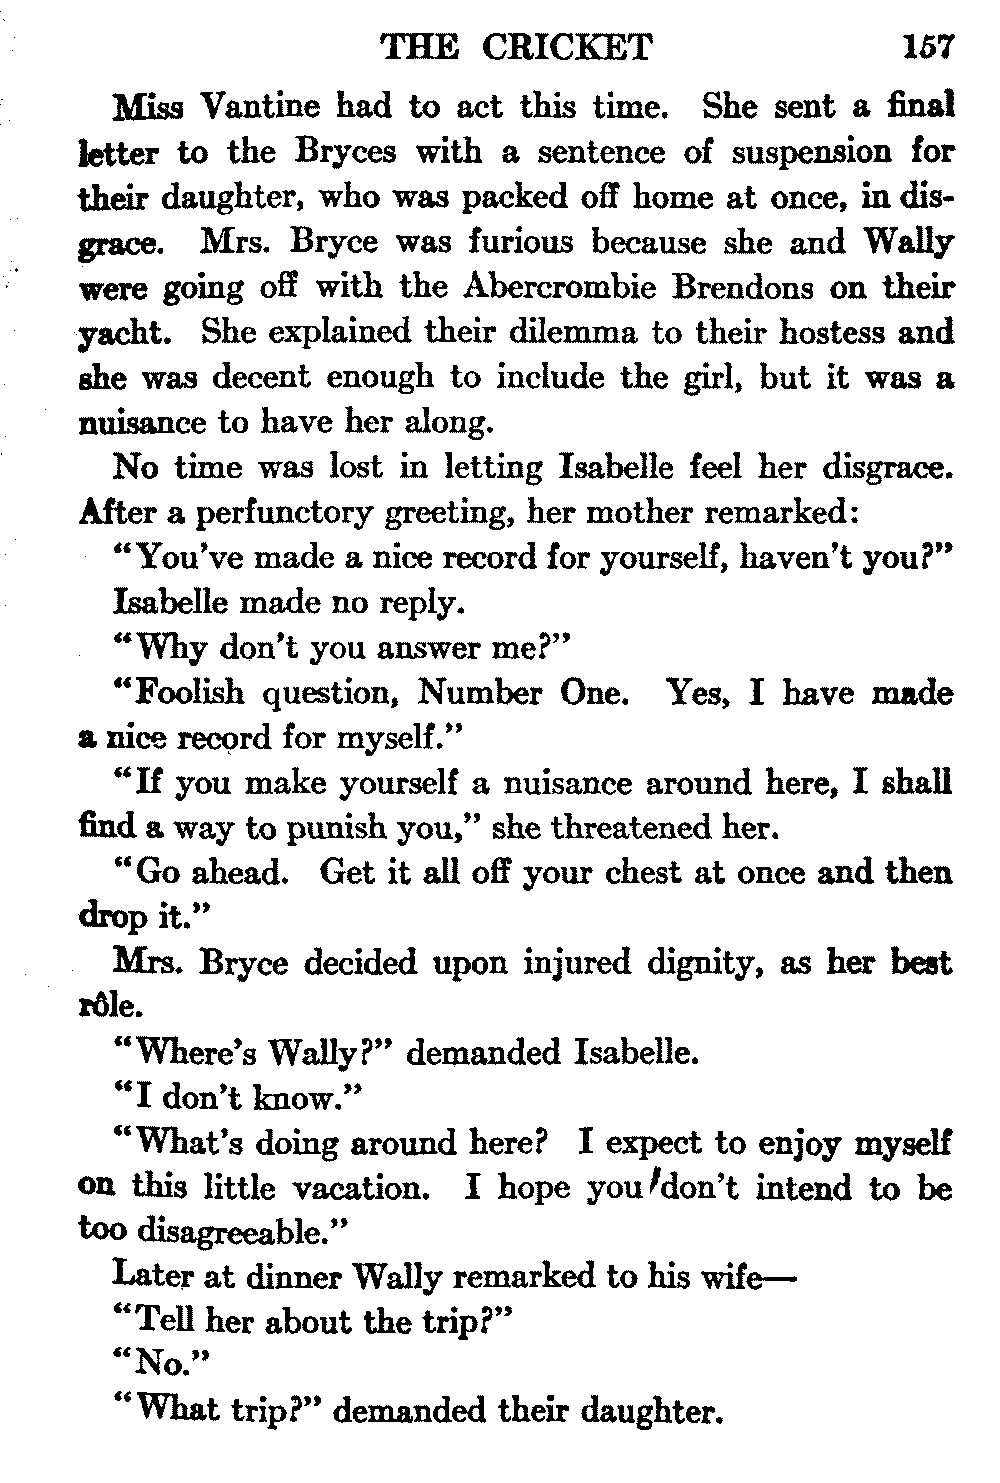 THE CRICKET 157
Miss Vantine had to act this time. She sent a final
letter to the Bryces with a sentence of suspension for
their daughter, who was packed off home at once, in dis-
grace. Mrs. Bryce was furious because she and Wally
were going off with the Abercrombie Brendons on their
yacht. She explained their dilemma to their hostess and
she was decent enough to include the girl, but it was a
nuisance to have her along.
No time was lost in letting Isabelle feel her disgrace.
After a perfunctory greeting, her mother remarked:
"You've made a nice record for yourself, haven't you?"
Isabelle made no reply.
"Why don't you answer me?"
"Foolish question, Number One. Yes, I have made
a nice record for myself."
"If you make yourself a nuisance around here, I shall
find a way to punish you," she threatened her.
"Go ahead. Get it all off your chest at once and then
drop it."
Mrs. Bryce decided upon injured dignity, as her best
rôle.
"Where's Wally?" demanded Isabelle.
"I don't know."
"What's doing around here? I expect to enjoy myself
on this little vacation. I hope you don't intend to be
too disagreeable."
Later at dinner Wally remarked to his wife—
"Tell her about the trip?"
"No."
"What trip?" demanded their daughter.